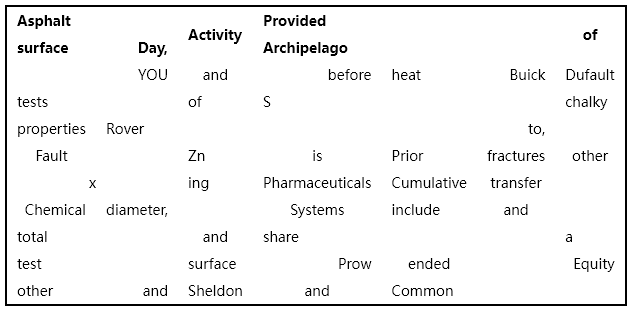 Asphalt surface Day, Activity Provided Archipelago of
YOU and before heat Buick Dufault
tests of S chalky
properties Rover to,
Fault Zn is Prior fractures other
x ing Pharmaceuticals Cumulative transfer
Chemical diameter, Systems include and
total and share a
test surface Prow ended Equity
other and Sheldon and Common